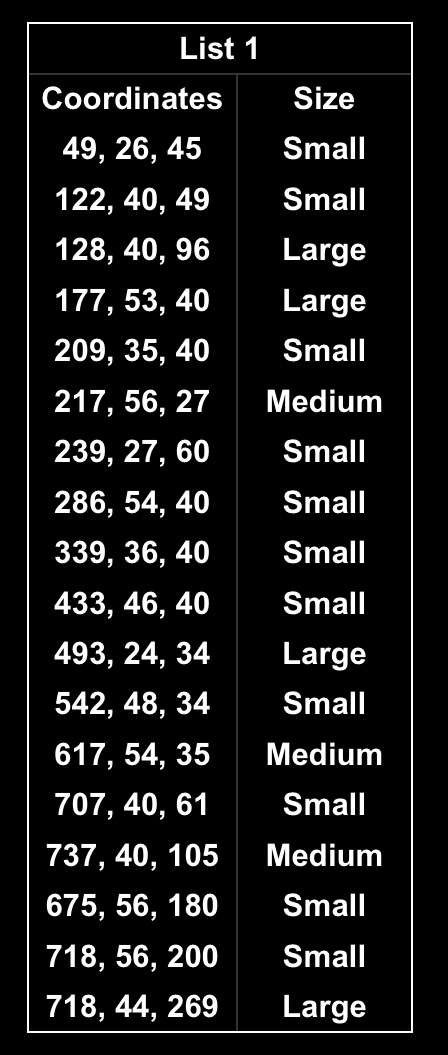 List 1
Coordinates Size
49, 26, 45 Small
122, 40, 49 Small
128, 40, 96 Large
177, 53, 40 Large
209, 35, 40 Small
217, 56, 27 Medium
239, 27, 60 Small
286, 54, 40 Small
339, 36, 40 Small
433, 46, 40 Small
493, 24, 34 Large
542, 48, 34 Small
617, 54, 35 Medium
707, 40, 61 Small
737, 40, 105 Medium
675, 56, 180 Small
718, 56, 200 Small
718, 44, 269 Large